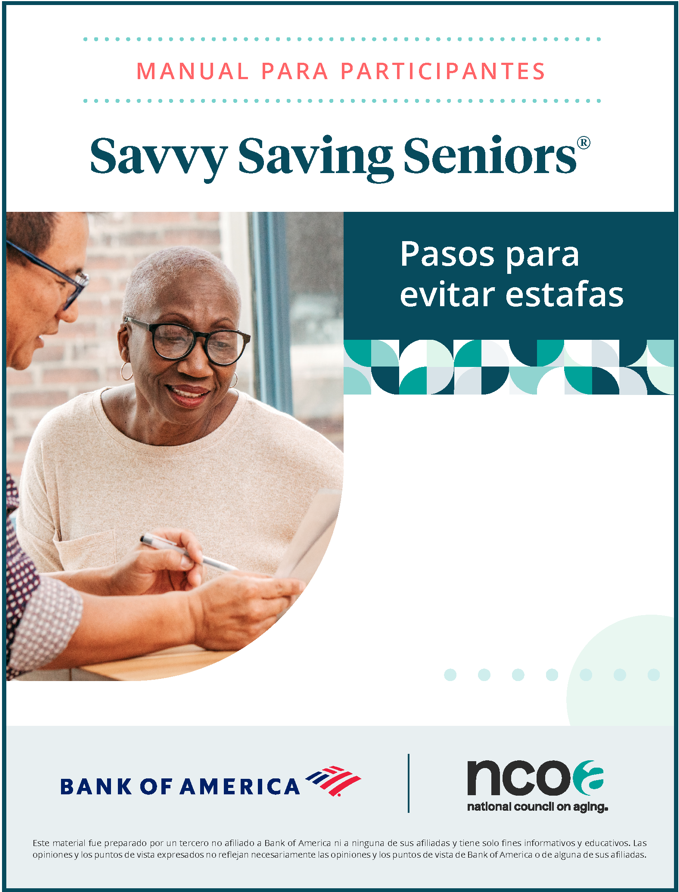 MANUAL PARA PARTICIPANTES
Savvy Saving Seniors®
Pasos para
evitar estafas
BANK OF AMERICA
ncoa
national council on aging.
Este material fue preparado por un tercero no afiliado a Bank of America ni a ninguna de sus afiliadas y tiene solo fines informativos y educativos. Las
opiniones y los puntos de vista expresados no reflejan necesariamente las opiniones y los puntos de vista de Bank of America o de alguna de sus afiliadas.